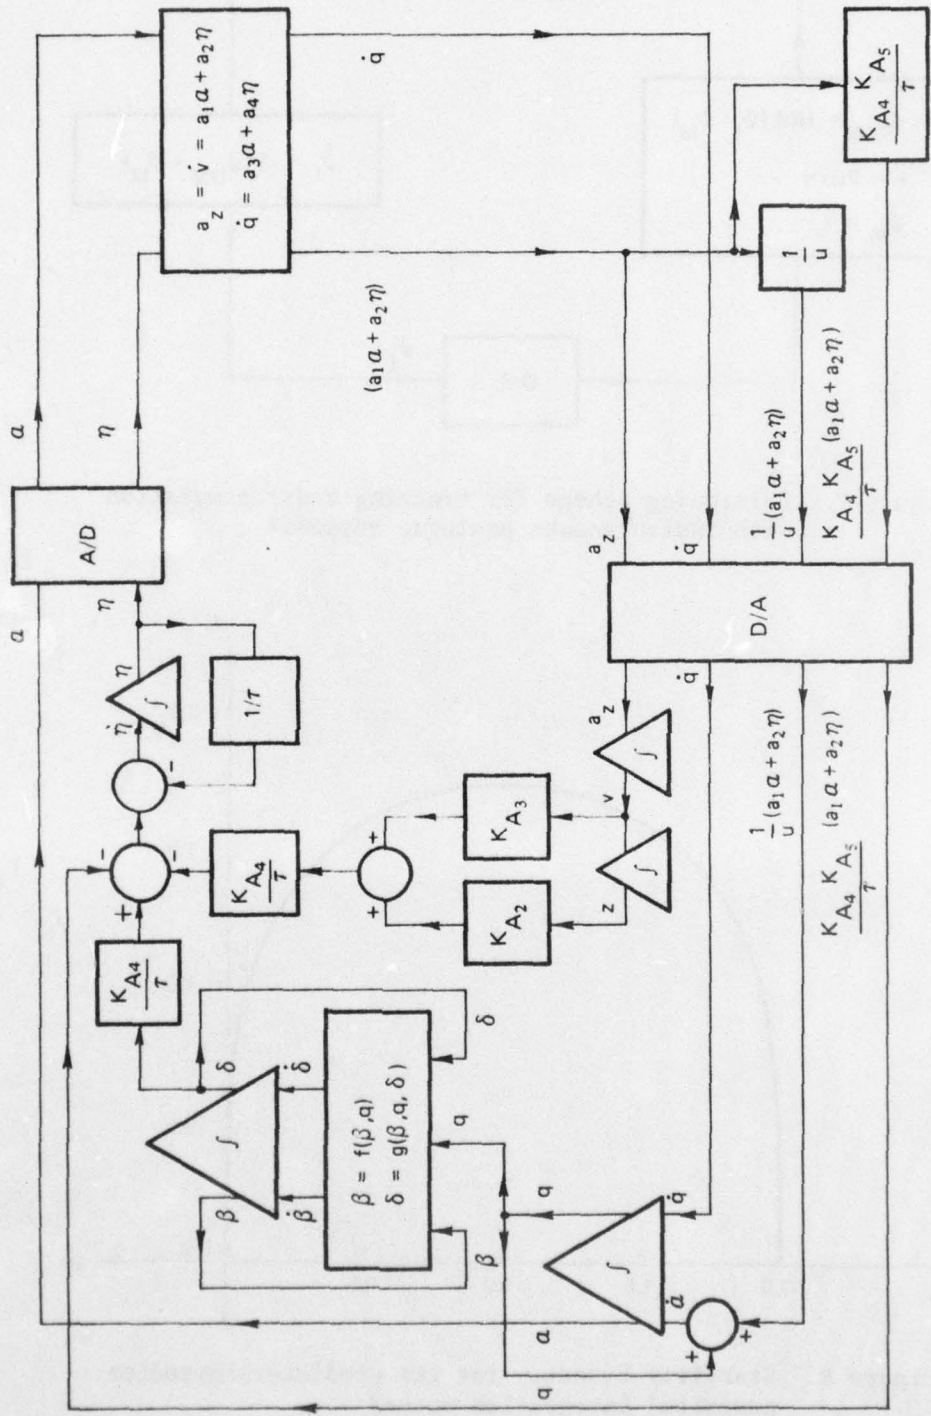 α
A/D
α
η
η
η
η̇
∫
1/τ
-
-
-
+
K_A4/τ
a_z = v̇ = a₁α + a₂η
q̇ = a₃α + a₄η
q̇
(a₁α + a₂η)
K_A4/τ
+
+
K_A2
K_A3
z
v
∫
∫
a_z
a_z
q̇
q̇
D/A
1/u
K_A4 K_A5/τ
1/u (a₁α + a₂η)
K_A4 K_A5/τ (a₁α + a₂η)
1/u (a₁α + a₂η)
K_A4 K_A5/τ (a₁α + a₂η)
β
δ
∫
β̇
δ̇
δ
β = f(β,q)
δ = g(β,q, δ)
q
β
q
∫
q̇
α̇
α
+
+
q